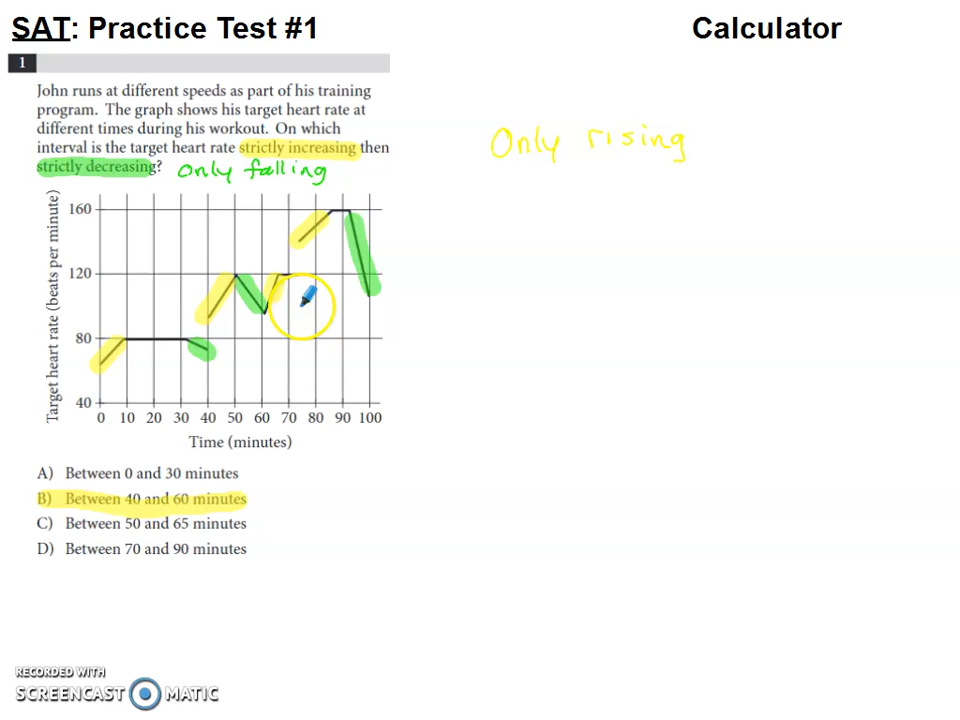 SAT: Practice Test #1
Calculator
1
John runs at different speeds as part of his training
program. The graph shows his target heart rate at
different times during his workout. On which
interval is the target heart rate strictly increasing then
strictly decreasing?
Only falling
Only rising
Target heart rate (beats per minute)
160
120
80
40
0 10 20 30 40 50 60 70 80 90 100
Time (minutes)
A) Between 0 and 30 minutes
B) Between 40 and 60 minutes
C) Between 50 and 65 minutes
D) Between 70 and 90 minutes
RECORDED WITH
SCREENCAST MATIC